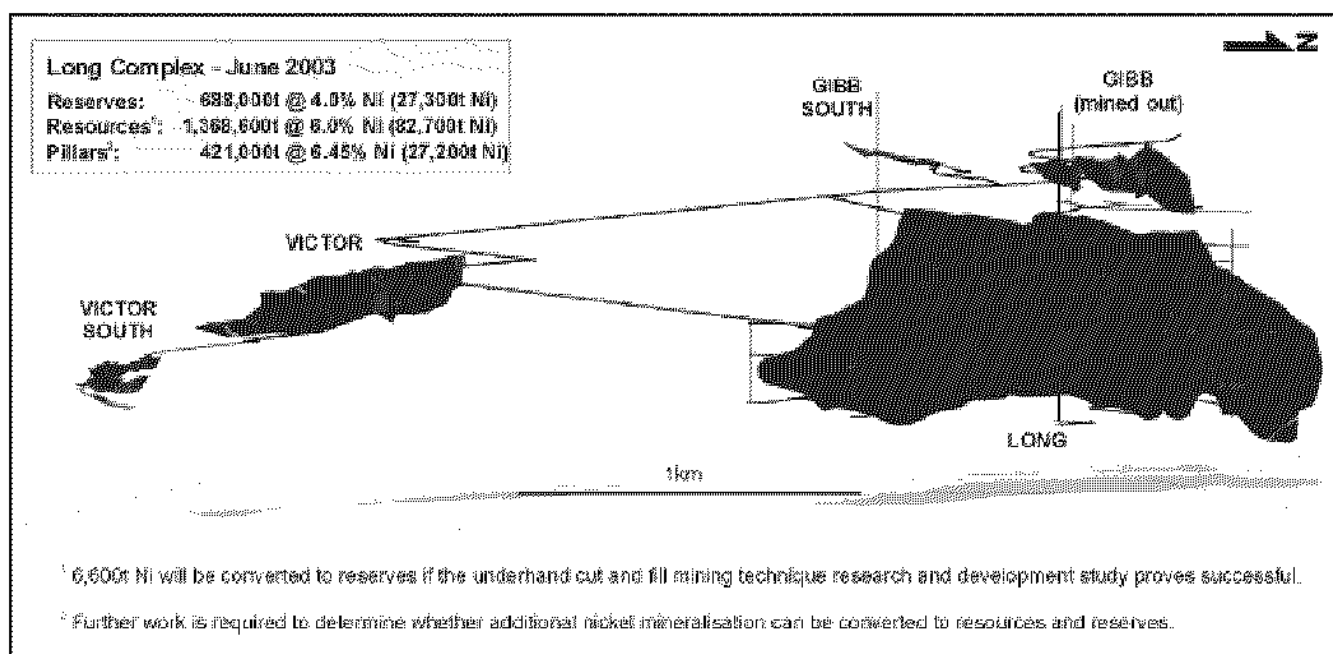 Long Complex - June 2003
Reserves: 688,000t @ 4.0% Ni (27,300t Ni)
Resources¹: 1,368,600t @ 6.0% Ni (82,700t Ni)
Pillars²: 421,000t @ 6.45% Ni (27,200t Ni)
N
GIBB
SOUTH
GIBB
(mined out)
VICTOR
VICTOR
SOUTH
LONG
1km
¹ 6,600t Ni will be converted to reserves if the underhand cut and fill mining technique research and development study proves successful.
² Further work is required to determine whether additional nickel mineralisation can be converted to resources and reserves.